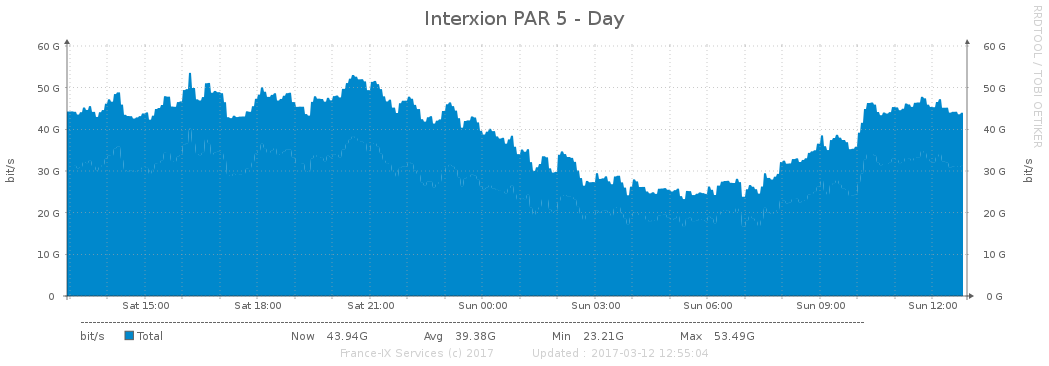 Interxion PAR 5 - Day
RRDTOOL / TOBI OETIKER
bit/s
bit/s
60 G 60 G
50 G 50 G
40 G 40 G
30 G 30 G
20 G 20 G
10 G 10 G
0 0 G
Sat 15:00 Sat 18:00 Sat 21:00 Sun 00:00 Sun 03:00 Sun 06:00 Sun 09:00 Sun 12:00
bit/s Total Now 43.94G Avg 39.38G Min 23.21G Max 53.49G
France-IX Services (c) 2017 Updated : 2017-03-12 12:55:04